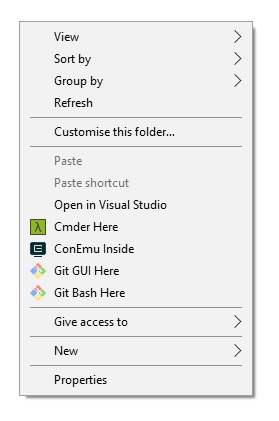 View
Sort by
Group by
Refresh
Customise this folder...
Paste
Paste shortcut
Open in Visual Studio
Cmder Here
ConEmu Inside
Git GUI Here
Git Bash Here
Give access to
New
Properties